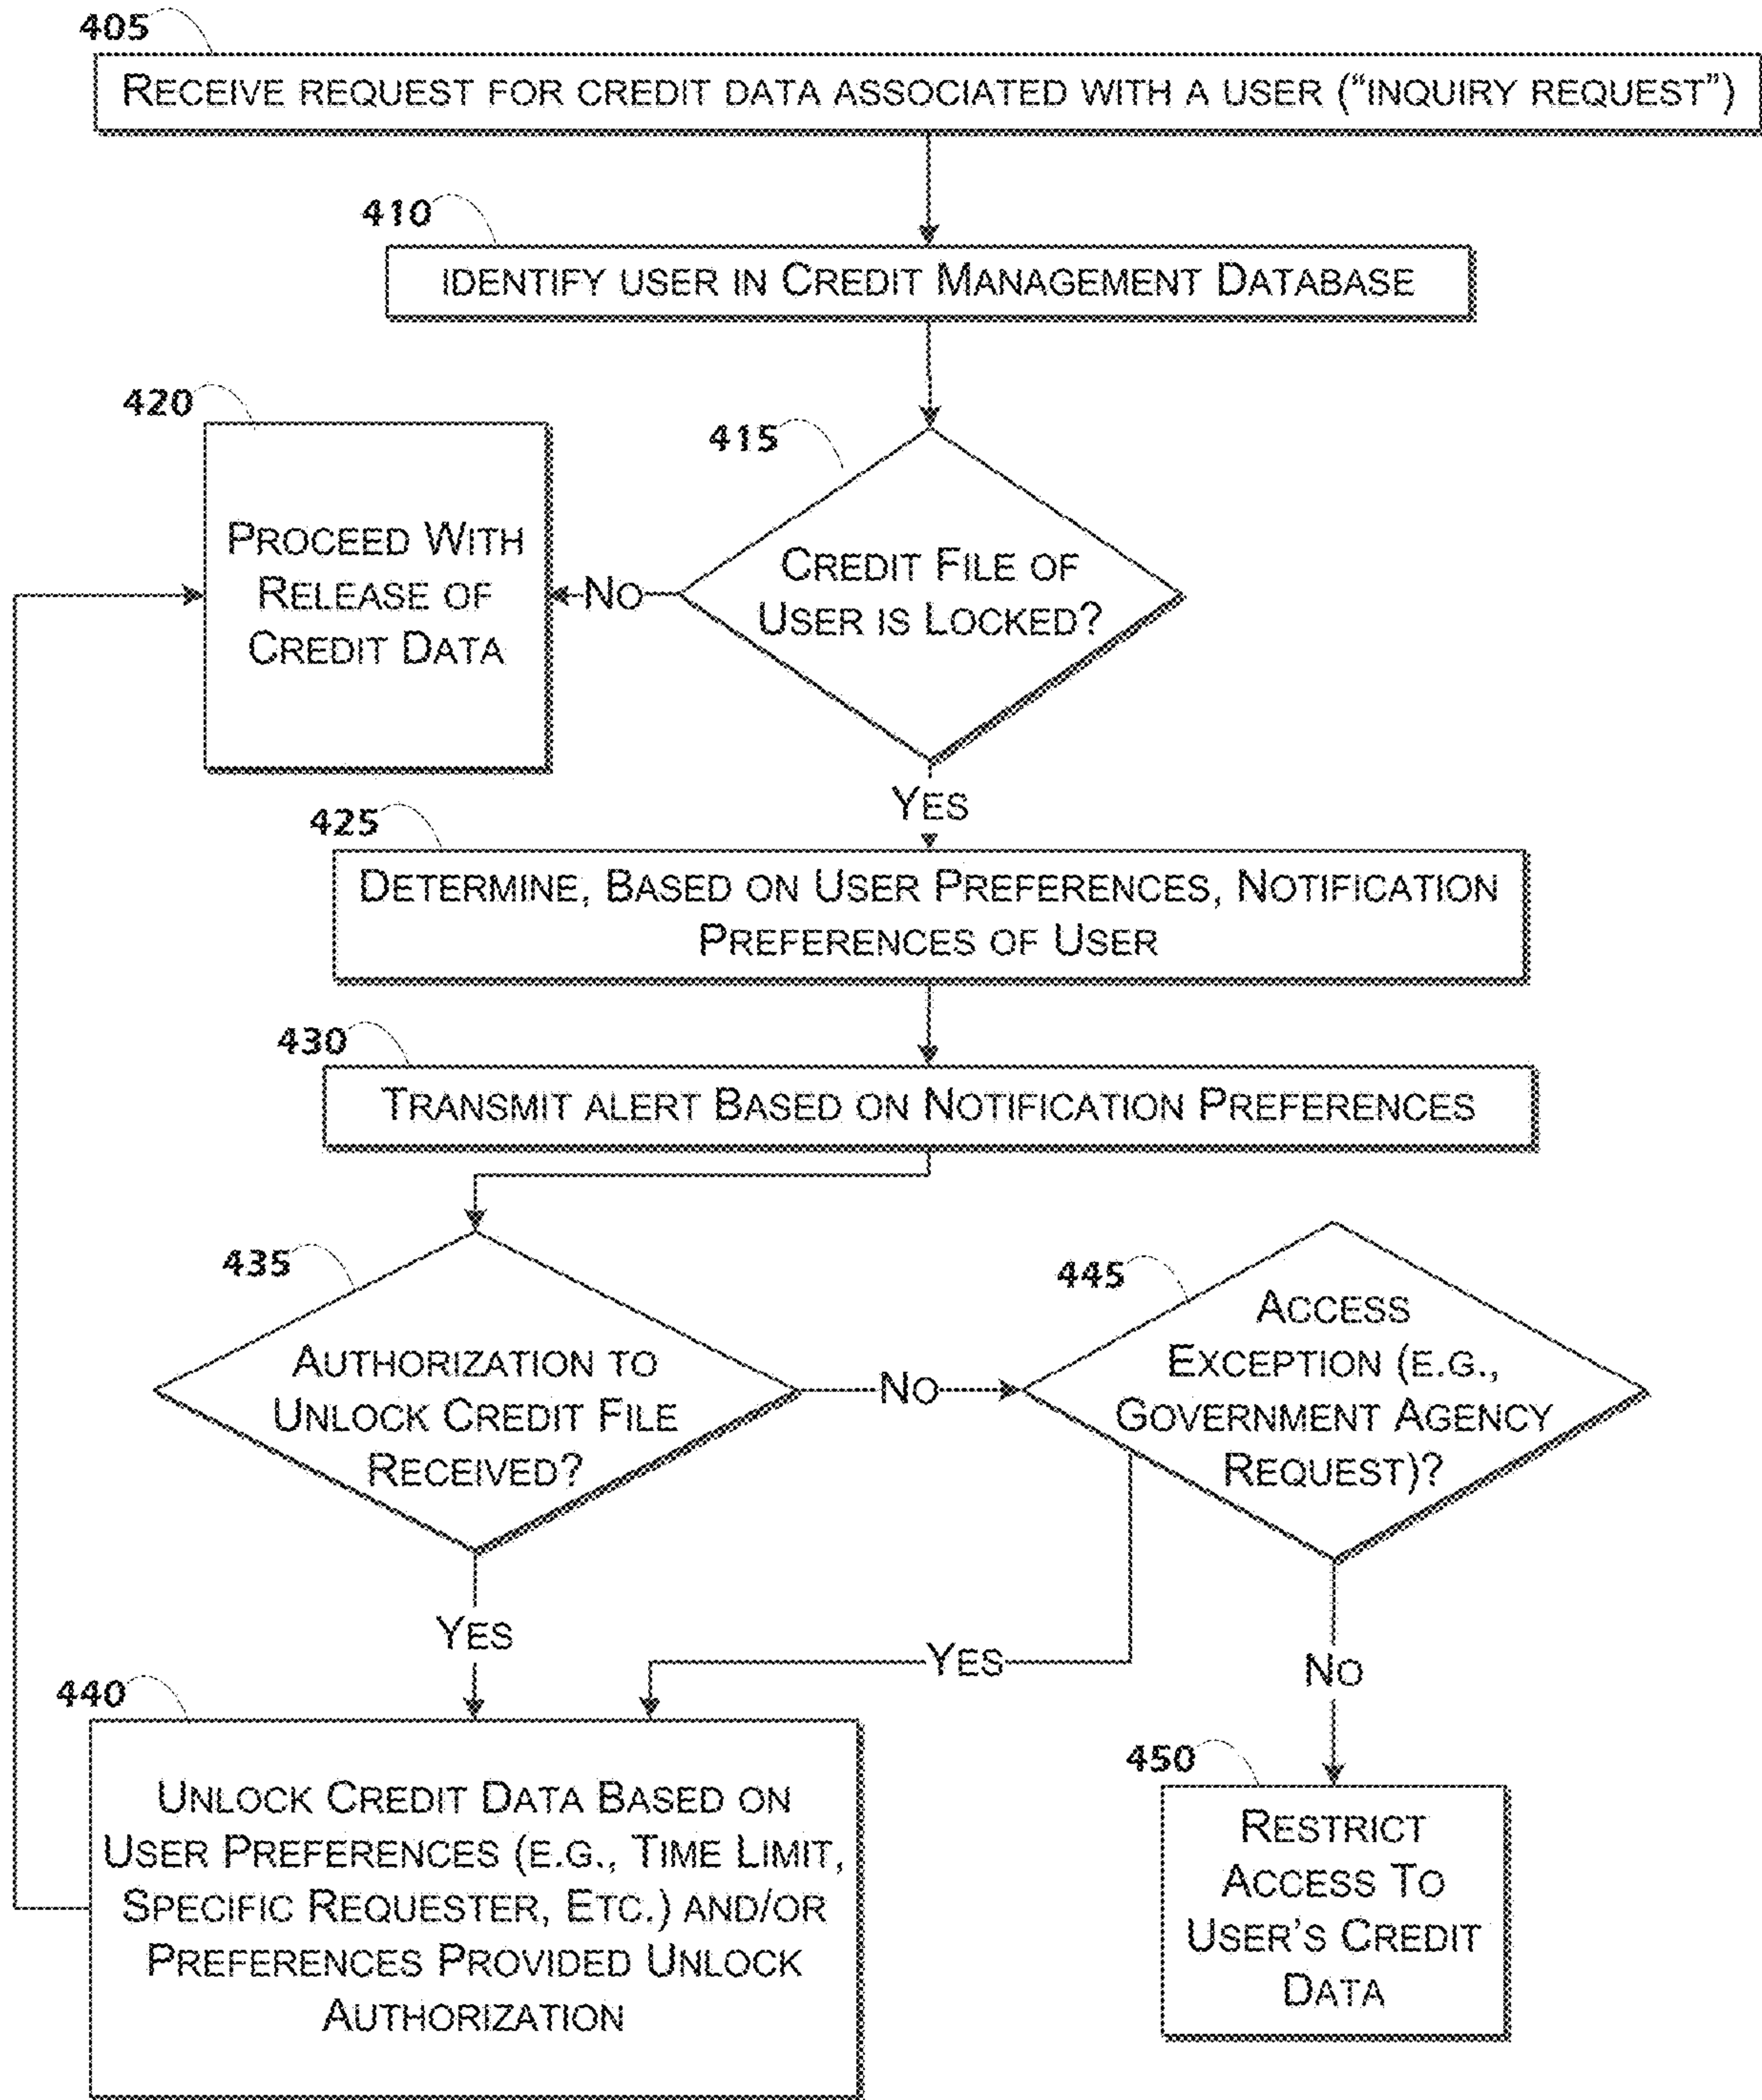 405
RECEIVE REQUEST FOR CREDIT DATA ASSOCIATED WITH A USER (“INQUIRY REQUEST”)
410
IDENTIFY USER IN CREDIT MANAGEMENT DATABASE
420
PROCEED WITH
RELEASE OF
CREDIT DATA
415
CREDIT FILE OF
USER IS LOCKED?
NO
YES
425
DETERMINE, BASED ON USER PREFERENCES, NOTIFICATION
PREFERENCES OF USER
430
TRANSMIT ALERT BASED ON NOTIFICATION PREFERENCES
435
AUTHORIZATION TO
UNLOCK CREDIT FILE
RECEIVED?
NO
445
ACCESS
EXCEPTION (E.G.,
GOVERNMENT AGENCY
REQUEST)?
YES
YES
NO
440
UNLOCK CREDIT DATA BASED ON
USER PREFERENCES (E.G., TIME LIMIT,
SPECIFIC REQUESTER, ETC.) AND/OR
PREFERENCES PROVIDED UNLOCK
AUTHORIZATION
450
RESTRICT
ACCESS TO
USER’S CREDIT
DATA